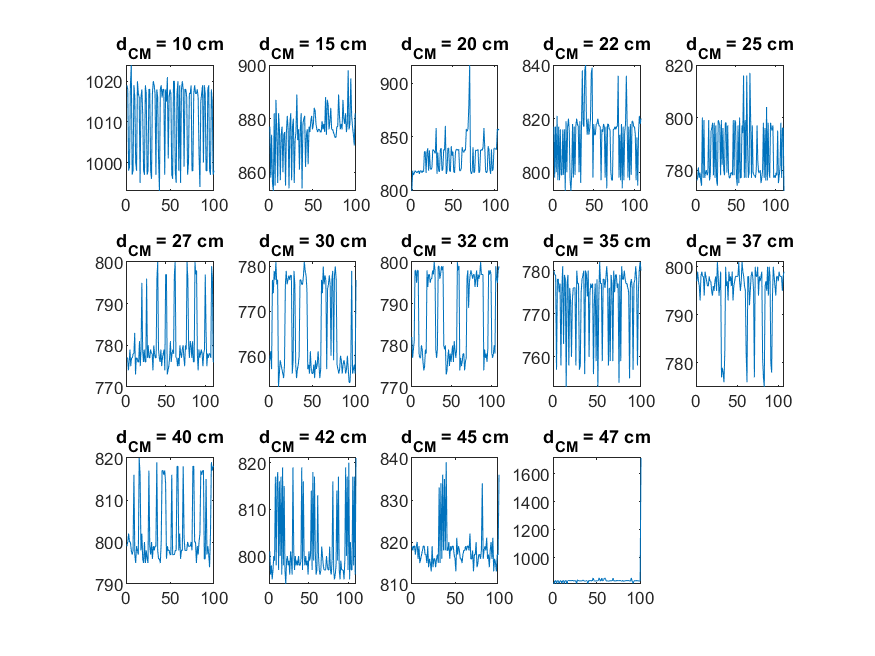 d_CM = 10 cm
1020
1010
1000
0 50 100
d_CM = 15 cm
900
880
860
0 50 100
d_CM = 20 cm
900
850
800
0 50 100
d_CM = 22 cm
840
820
800
0 50 100
d_CM = 25 cm
820
800
780
0 50 100
d_CM = 27 cm
800
790
780
770
0 50 100
d_CM = 30 cm
780
770
760
0 50 100
d_CM = 32 cm
800
790
780
770
0 50 100
d_CM = 35 cm
780
770
760
0 50 100
d_CM = 37 cm
800
790
780
0 50 100
d_CM = 40 cm
820
810
800
790
0 50 100
d_CM = 42 cm
820
810
800
0 50 100
d_CM = 45 cm
840
830
820
810
0 50 100
d_CM = 47 cm
1600
1400
1200
1000
0 50 100